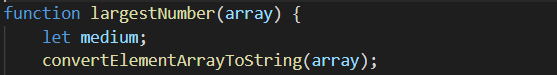 function largestNumber(array) {
let medium;
convertElementArrayToString(array);